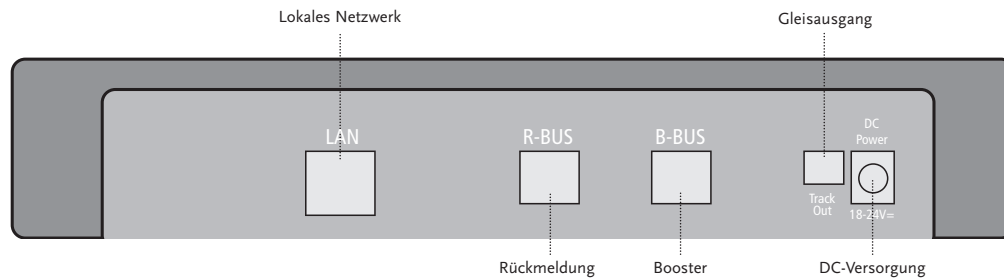 Lokales Netzwerk
Gleisausgang
LAN
R-BUS
B-BUS
DC
Power
Track
Out
18-24V=
Rückmeldung
Booster
DC-Versorgung